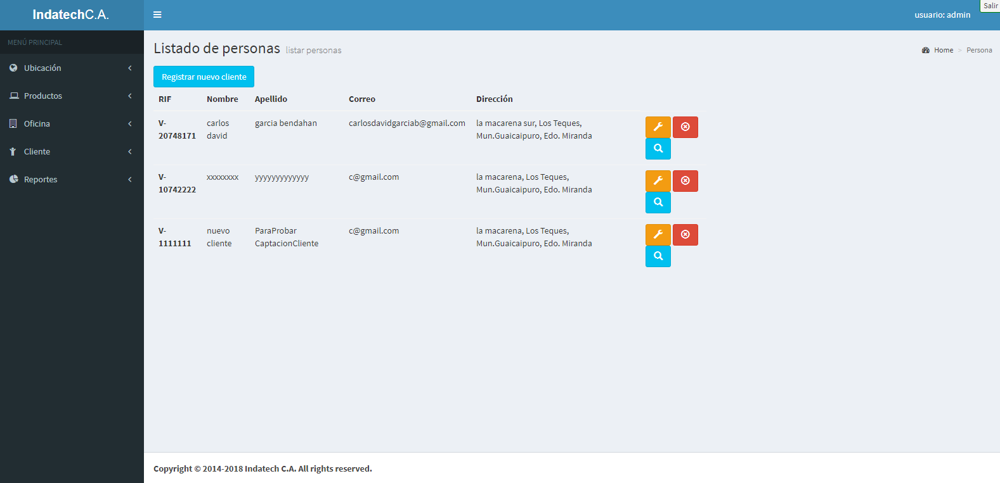 IndatechC.A.
usuario: admin
Salir
MENÚ PRINCIPAL
Ubicación
Productos
Oficina
Cliente
Reportes
Listado de personas listar personas
Home > Persona
Registrar nuevo cliente
RIF Nombre Apellido Correo Dirección
V- carlos garcia bendahan carlosdavidgarciab@gmail.com la macarena sur, Los Teques,
20748171 david Mun.Guaicaipuro, Edo. Miranda
V- xxxxxxxx yyyyyyyyyyyyy c@gmail.com la macarena, Los Teques,
10742222 Mun.Guaicaipuro, Edo. Miranda
V- nuevo ParaProbar c@gmail.com la macarena, Los Teques,
1111111 cliente CaptacionCliente Mun.Guaicaipuro, Edo. Miranda
Copyright © 2014-2018 Indatech C.A. All rights reserved.